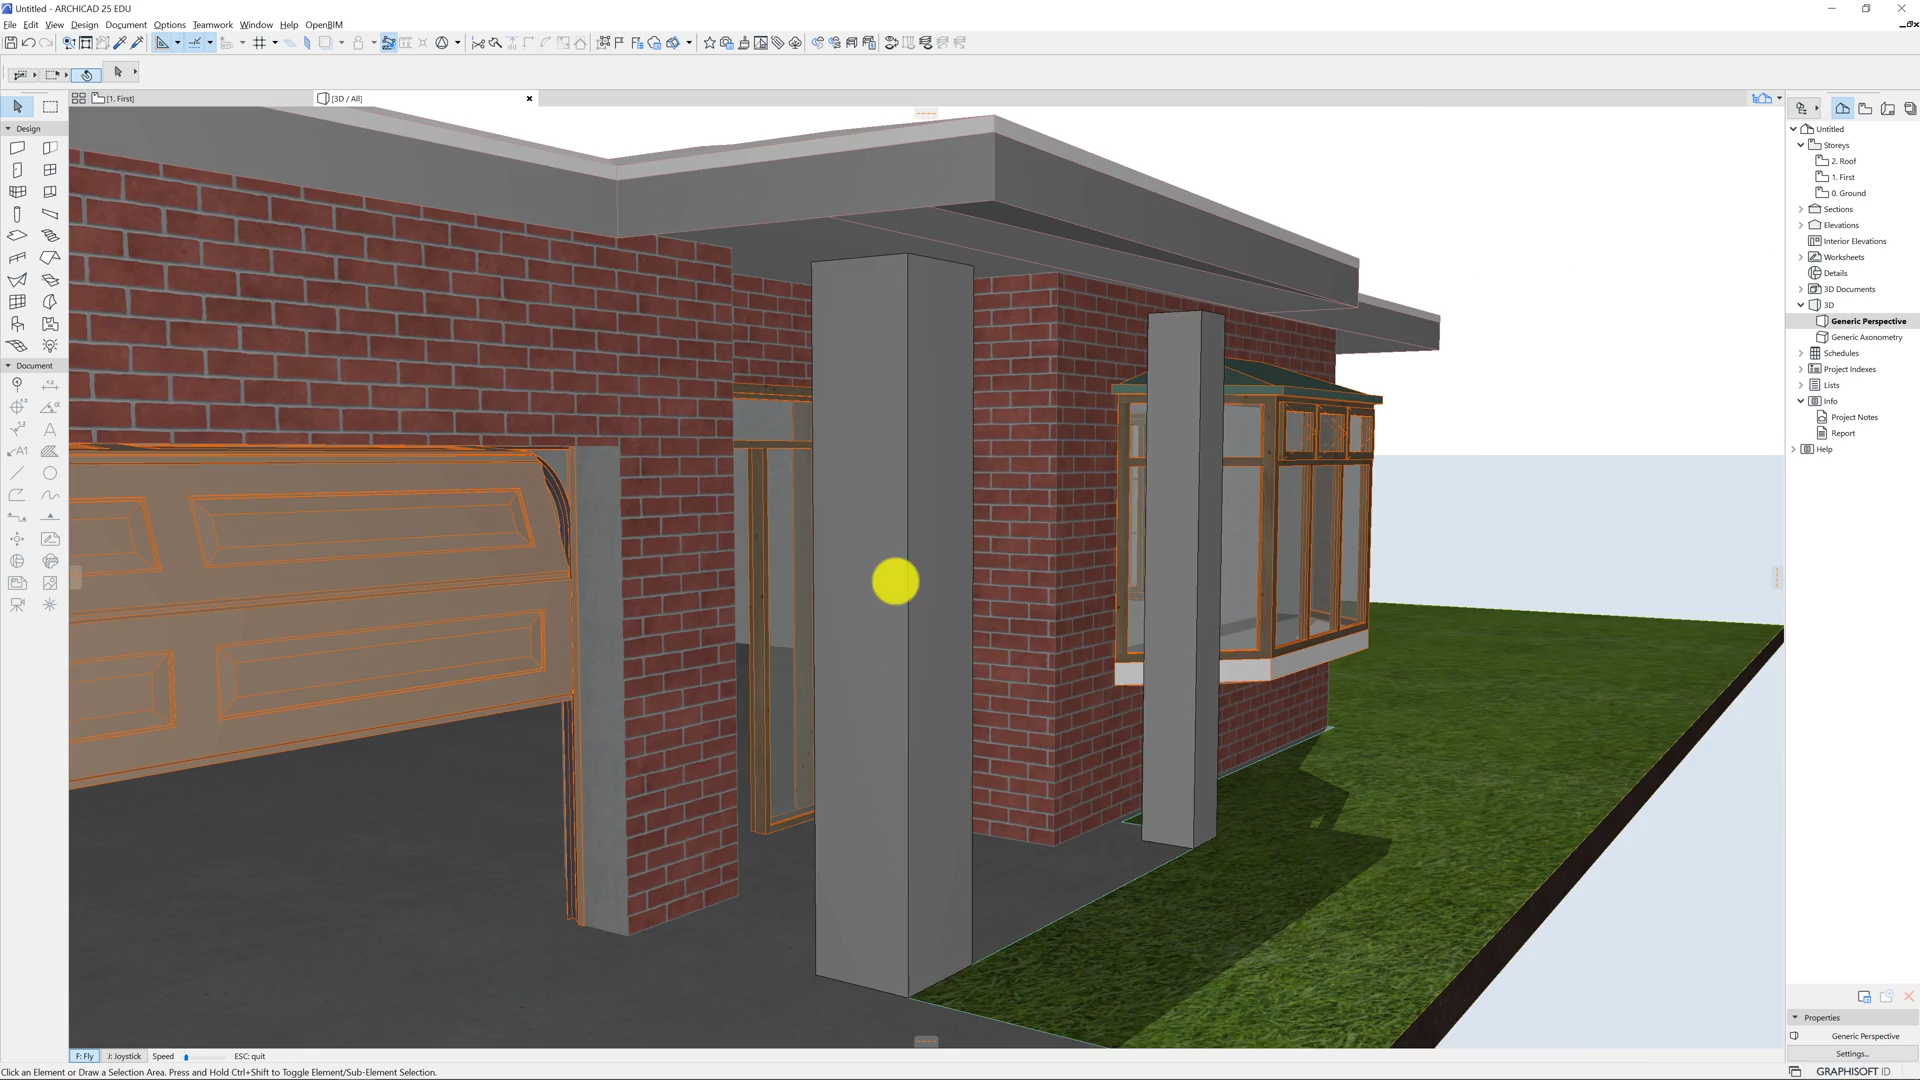 Untitled - ARCHICAD 25 EDU
File Edit View Design Document Options Teamwork Window Help OpenBIM
[1. First]
[3D / All]
Design
Document
A1
Untitled
Storeys
2. Roof
1. First
0. Ground
Sections
Elevations
Interior Elevations
Worksheets
Details
3D Documents
3D
Generic Perspective
Generic Axonometry
Schedules
Project Indexes
Lists
Info
Project Notes
Report
Help
Properties
Generic Perspective
Settings...
F: Fly J: Joystick Speed ESC: quit
Click an Element or Draw a Selection Area. Press and Hold Ctrl+Shift to Toggle Element/Sub-Element Selection.
GRAPHISOFT ID